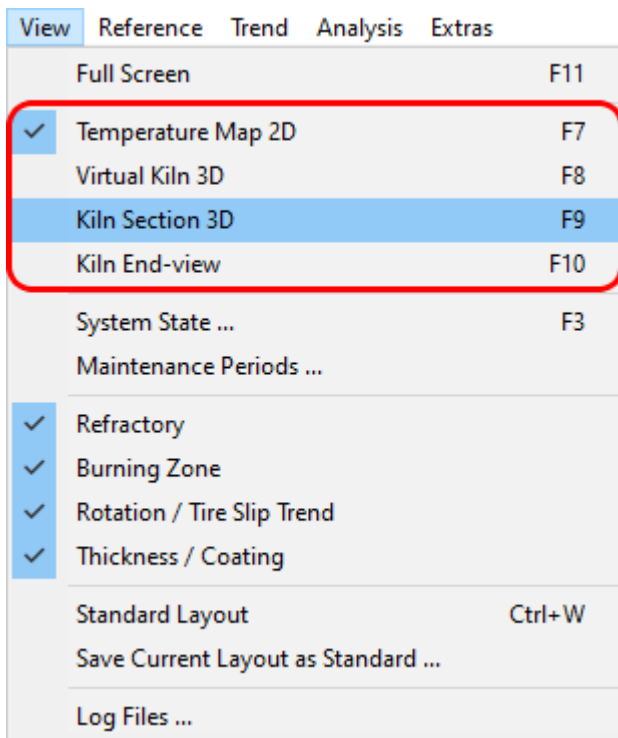 View Reference Trend Analysis Extras
Full Screen F11
Temperature Map 2D F7
Virtual Kiln 3D F8
Kiln Section 3D F9
Kiln End-view F10
System State ... F3
Maintenance Periods ...
Refractory
Burning Zone
Rotation / Tire Slip Trend
Thickness / Coating
Standard Layout Ctrl+W
Save Current Layout as Standard ...
Log Files ...